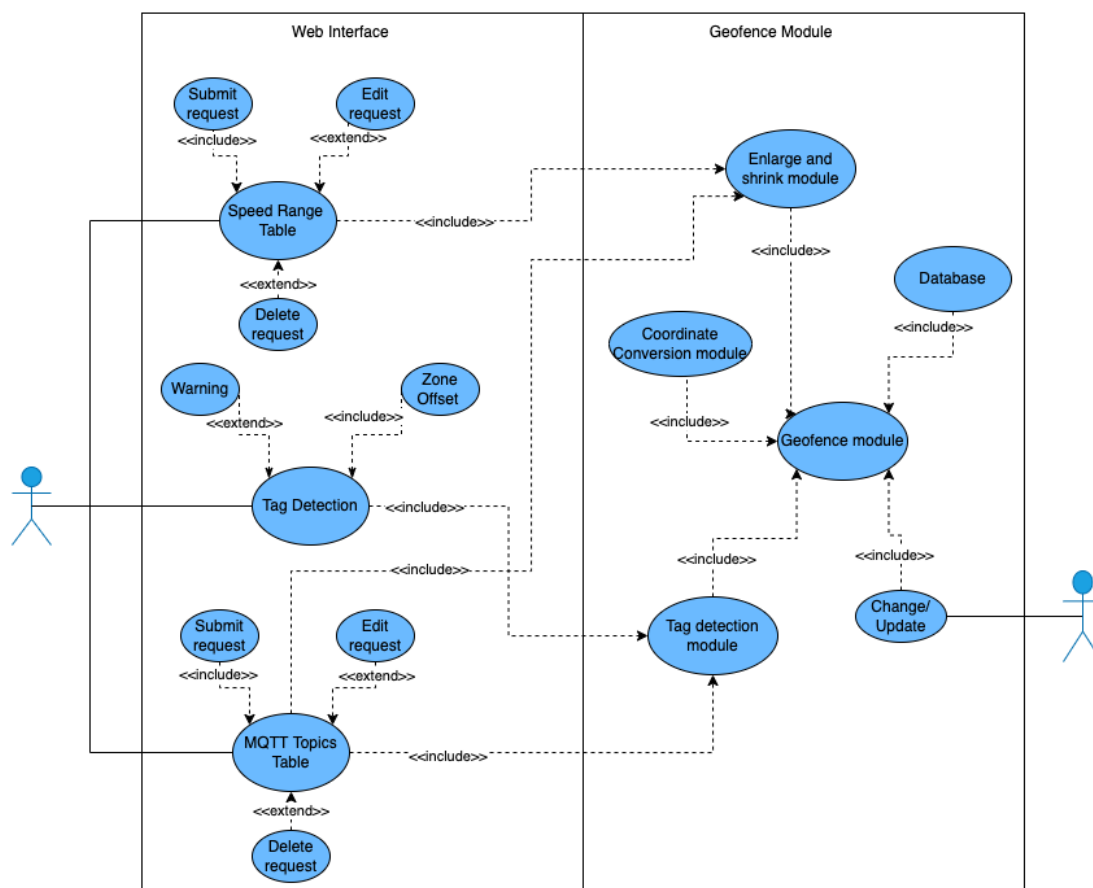 Web Interface
Geofence Module
Submit
request
Edit
request
<<include>>
<<extend>>
Speed Range
Table
<<include>>
Enlarge and
shrink module
<<include>>
<<extend>>
Delete
request
Database
<<include>>
Coordinate
Conversion module
Warning
Zone
Offset
<<extend>>
<<include>>
<<include>>
Geofence module
Tag Detection
<<include>>
<<include>>
<<include>>
<<include>>
Submit
request
Edit
request
Tag detection
module
Change/
Update
<<include>>
<<extend>>
MQTT Topics
Table
<<include>>
<<extend>>
Delete
request